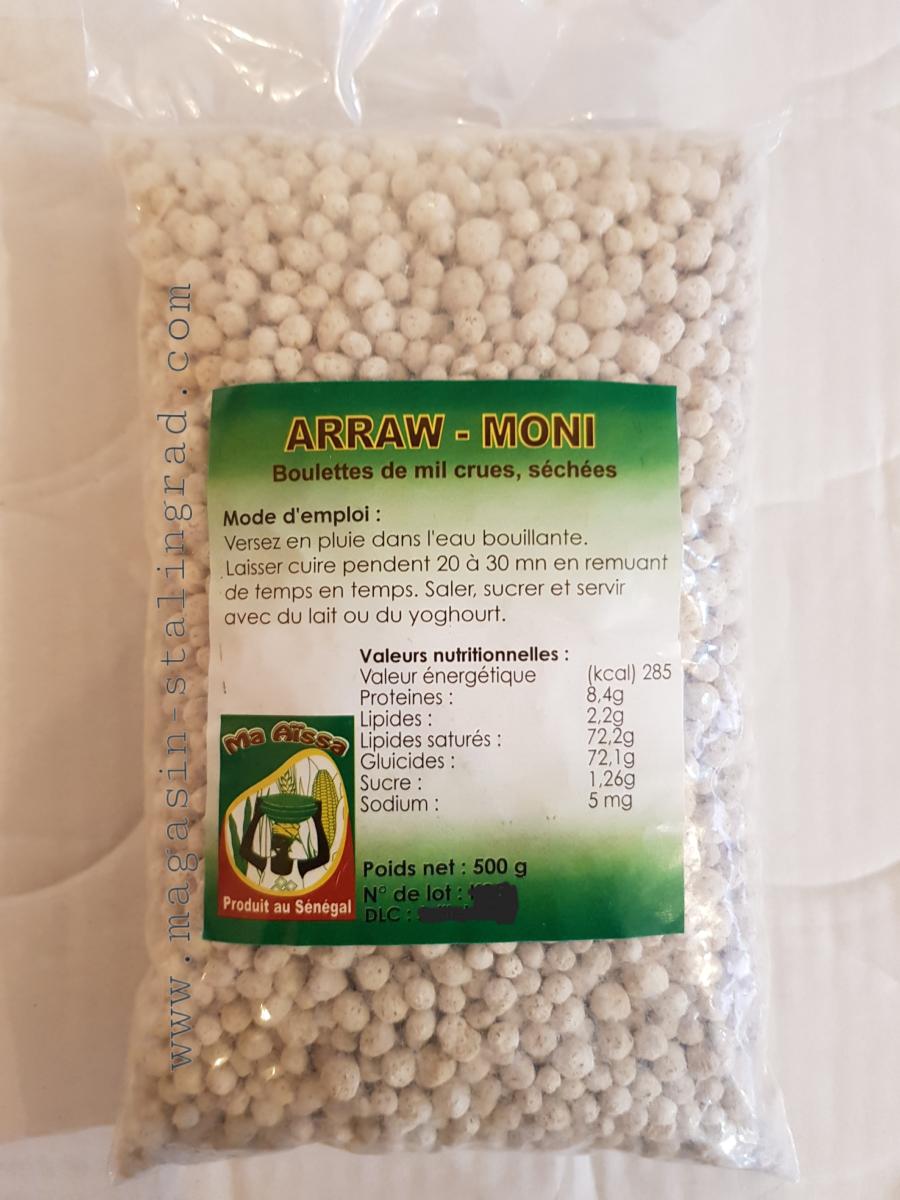 ARRAW - MONI
Boulettes de mil crues, séchées
Mode d'emploi :
Versez en pluie dans l'eau bouillante.
Laisser cuire pendent 20 à 30 mn en remuant
de temps en temps. Saler, sucrer et servir
avec du lait ou du yoghourt.
Valeurs nutritionnelles :
Valeur énergétique (kcal) 285
Proteines : 8,4g
Lipides : 2,2g
Lipides saturés : 72,2g
Gluicides : 72,1g
Sucre : 1,26g
Sodium : 5 mg
Ma Aïssa
Produit au Sénégal
Poids net : 500 g
N° de lot :
DLC :
www.magasin-stalingrad.com